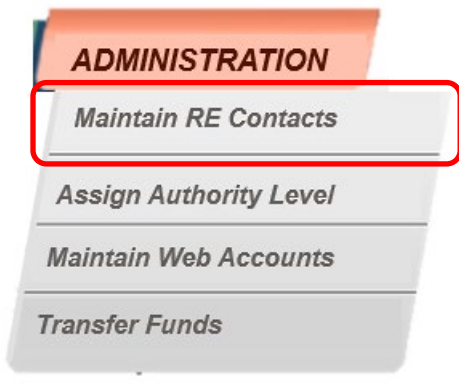 ADMINISTRATION
Maintain RE Contacts
Assign Authority Level
Maintain Web Accounts
Transfer Funds